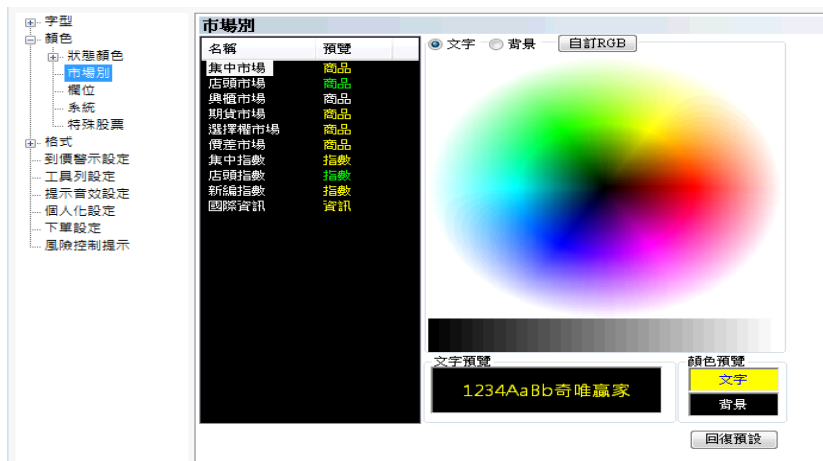 字型
顏色
狀態顏色
市場別
欄位
系統
特殊股票
格式
到價警示設定
工具列設定
提示音效設定
個人化設定
下單設定
風險控制提示
市場別
名稱 預覽
集中市場 商品
店頭市場 商品
興櫃市場 商品
期貨市場 商品
選擇權市場 商品
價差市場 商品
集中指數 指數
店頭指數 指數
新編指數 指數
國際資訊 資訊
文字 背景 自訂RGB
文字預覽
1234AaBb奇唯贏家
顏色預覽
文字
背景
回復預設